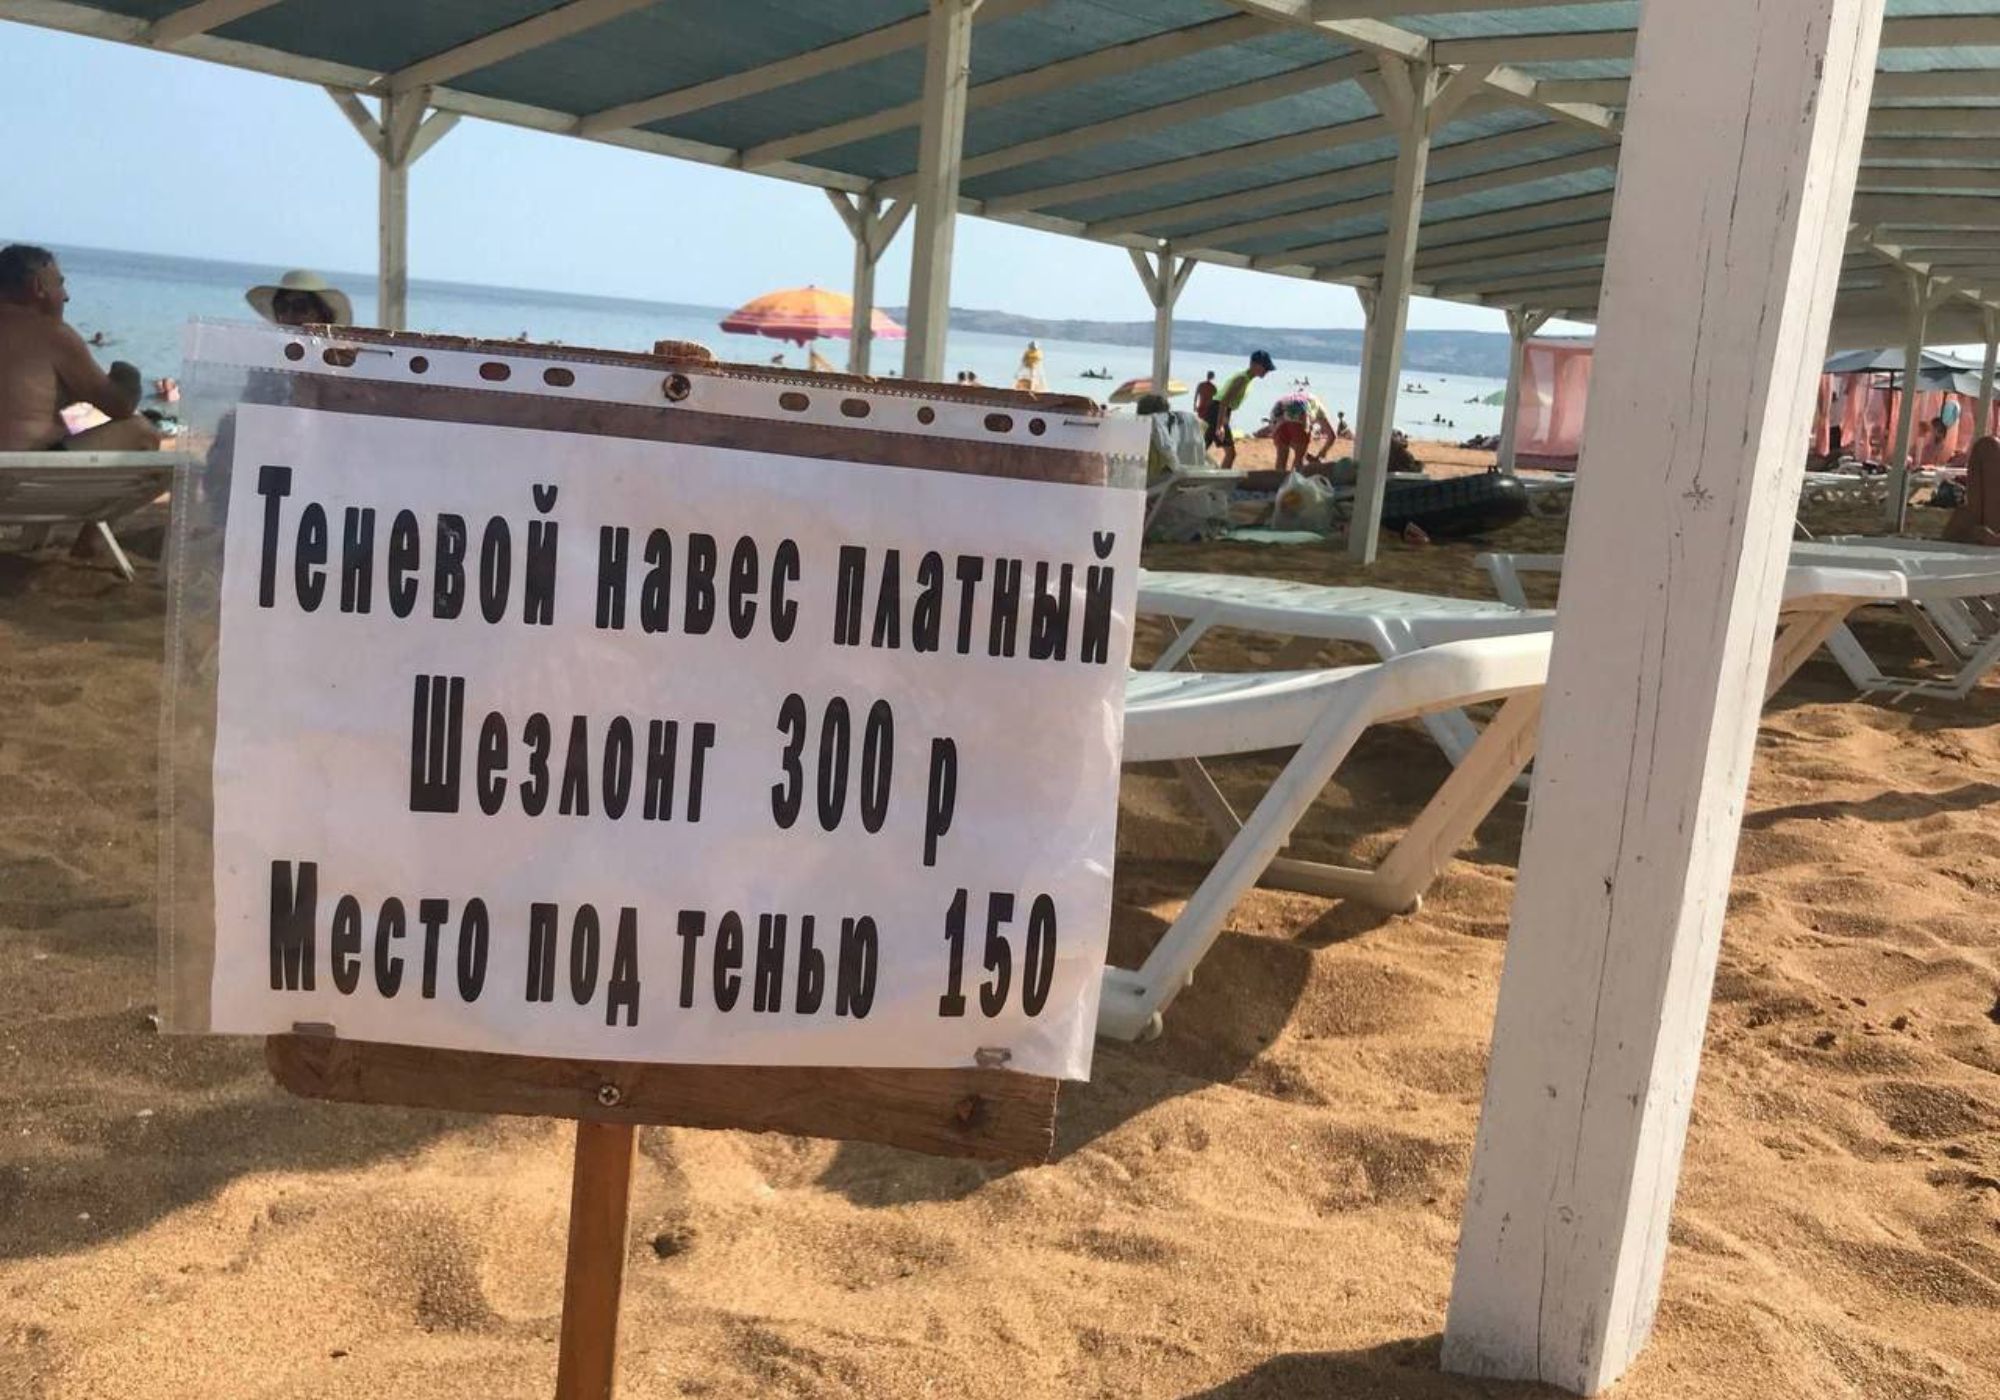 Теневой навес платный
Шезлонг 300 р
Место под тенью 150